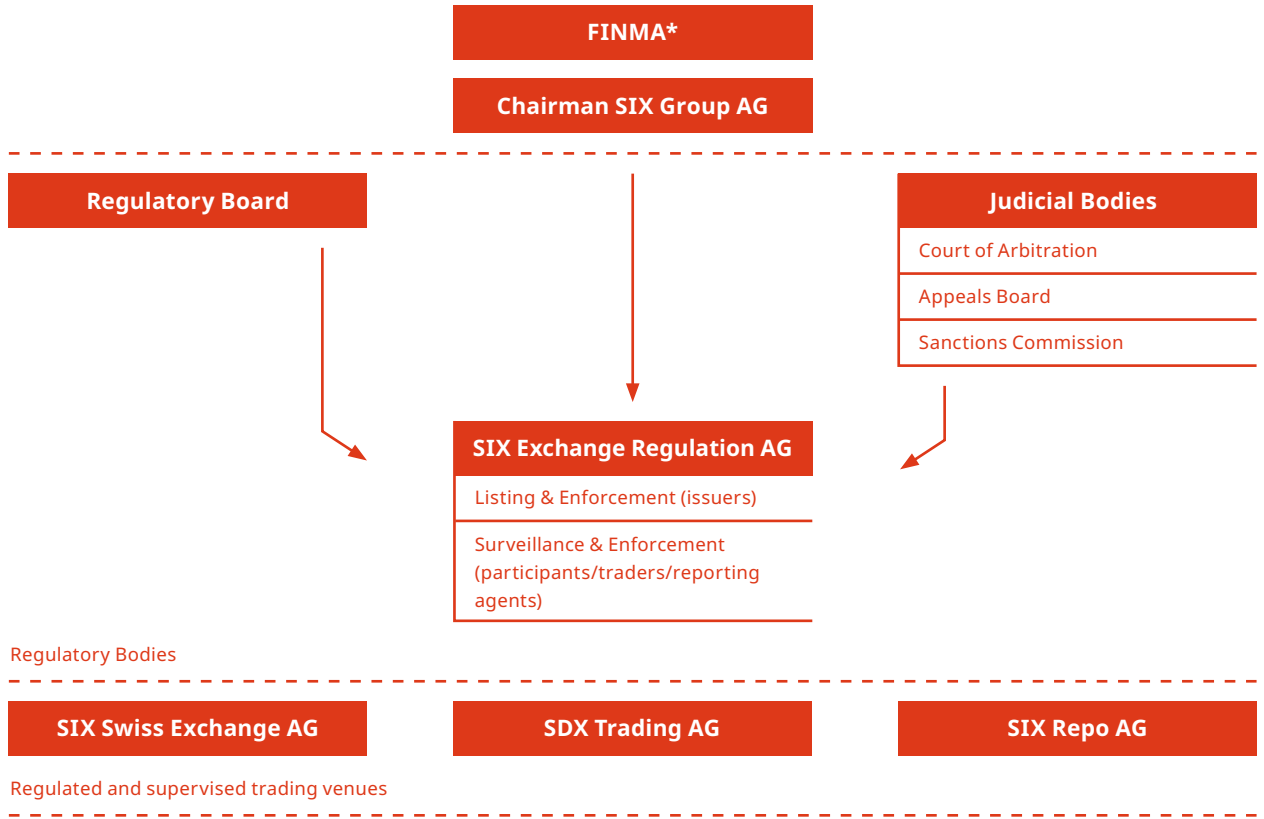 FINMA*
Chairman SIX Group AG
Regulatory Board
Judicial Bodies
Court of Arbitration
Appeals Board
Sanctions Commission
SIX Exchange Regulation AG
Listing & Enforcement (issuers)
Surveillance & Enforcement
(participants/traders/reporting
agents)
Regulatory Bodies
SIX Swiss Exchange AG
SDX Trading AG
SIX Repo AG
Regulated and supervised trading venues